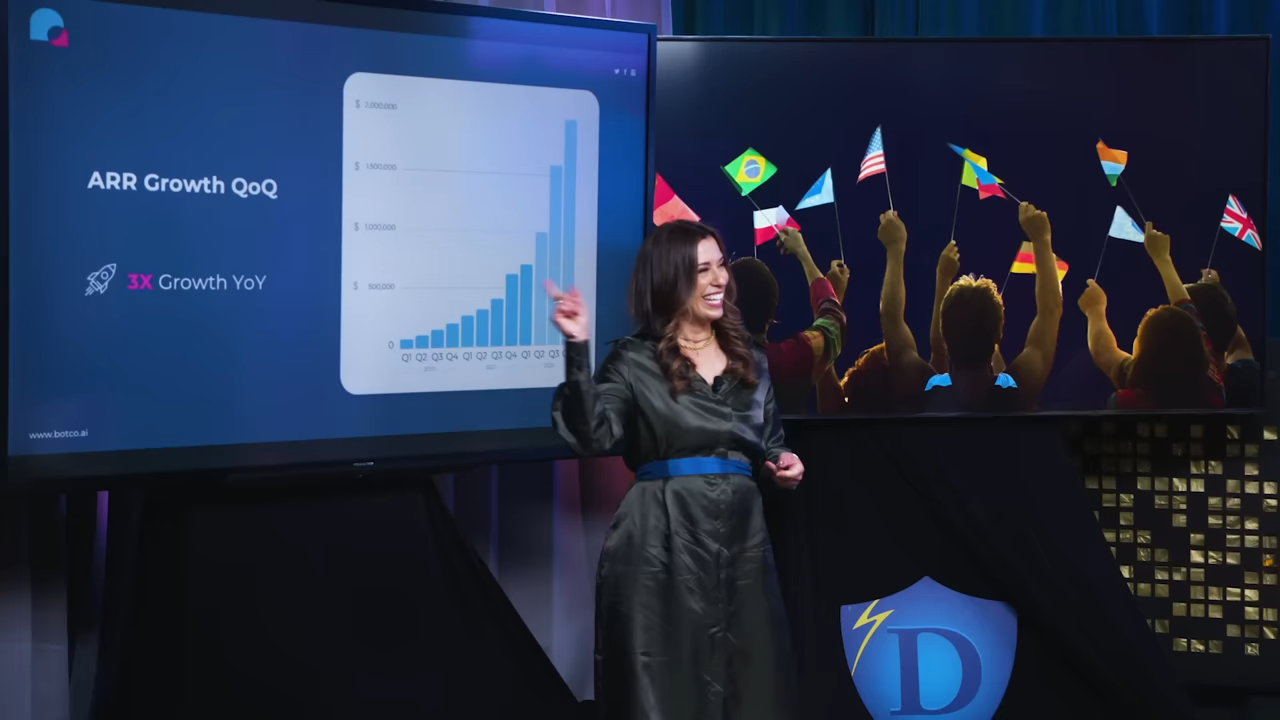 ARR Growth QoQ
3X Growth YoY
$ 2,000,000
$ 1,500,000
$ 1,000,000
$ 500,000
0
Q1 Q2 Q3 Q4 Q1 Q2 Q3 Q4 Q1 Q2 Q3
www.botco.ai
D